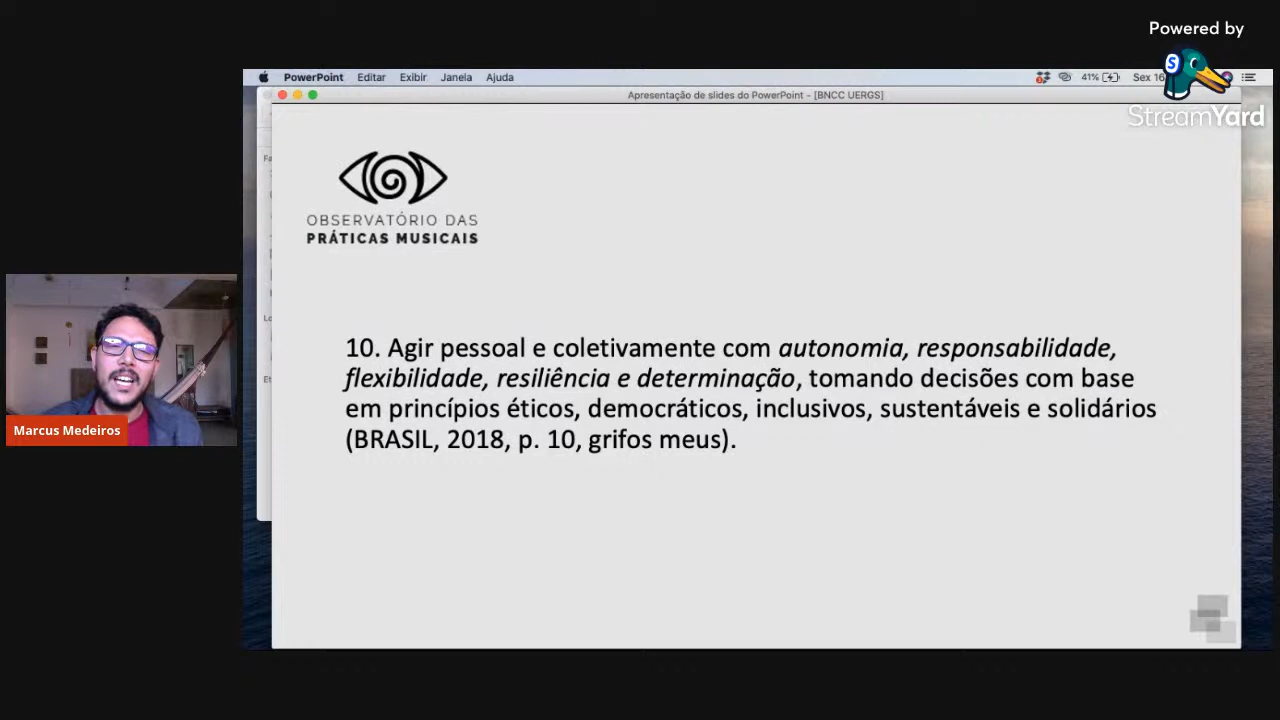 Powered by
StreamYard
PowerPoint Editar Exibir Janela Ajuda
41% Sex 16
Apresentação de slides do PowerPoint - [BNCC UERGS]
OBSERVATÓRIO DAS
PRÁTICAS MUSICAIS
10. Agir pessoal e coletivamente com autonomia, responsabilidade,
flexibilidade, resiliência e determinação, tomando decisões com base
em princípios éticos, democráticos, inclusivos, sustentáveis e solidários
(BRASIL, 2018, p. 10, grifos meus).
Marcus Medeiros